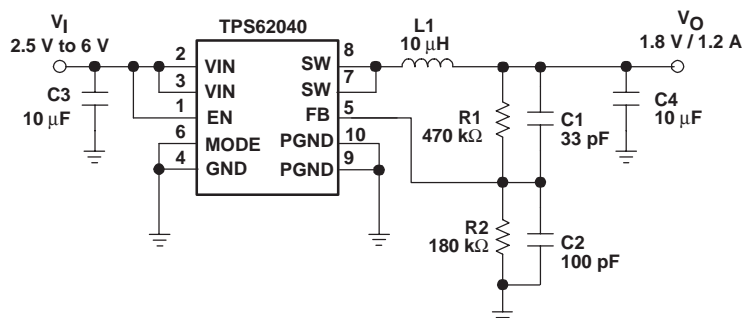 TPS62040
VI
2.5 V to 6 V
C3
10 µF
2
3
1
6
4
VIN
VIN
EN
MODE
GND
SW
SW
FB
PGND
PGND
8
7
5
10
9
L1
10 µH
VO
1.8 V / 1.2 A
R1
470 kΩ
C1
33 pF
C4
10 µF
R2
180 kΩ
C2
100 pF